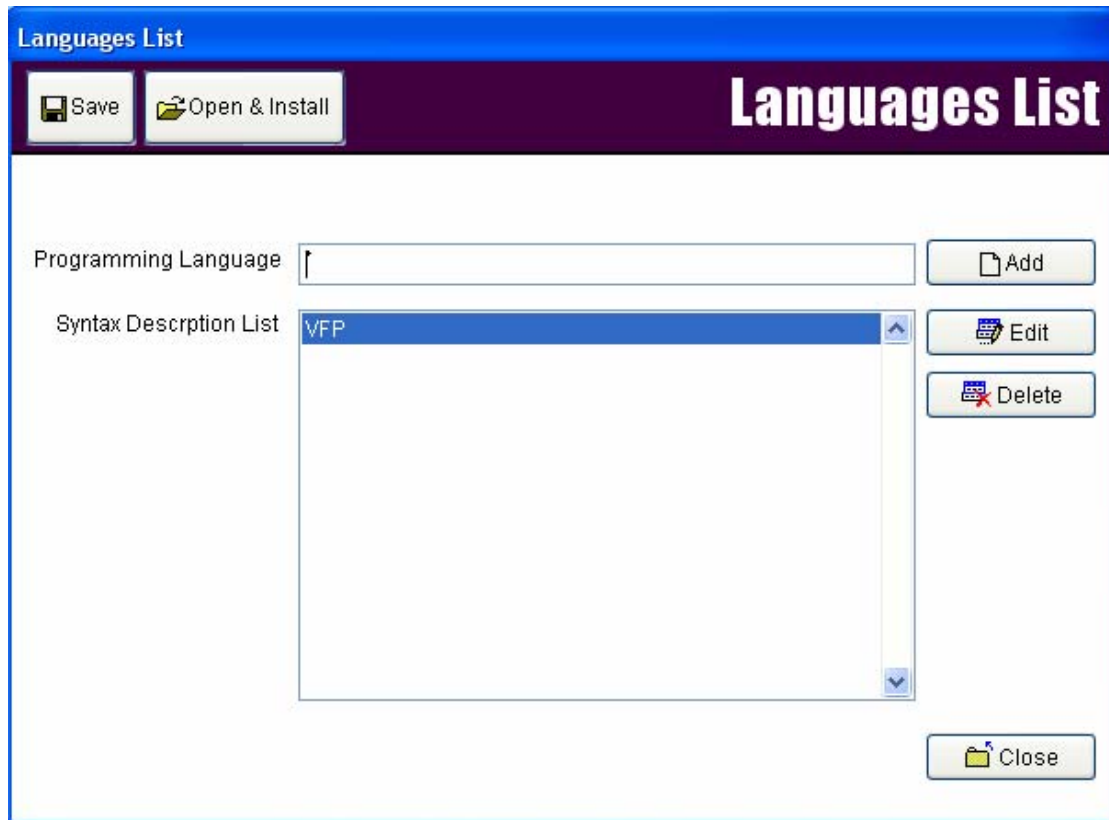 Languages List
Save Open & Install Languages List
Programming Language Add
Syntax Descrption List VFP Edit
Delete
Close